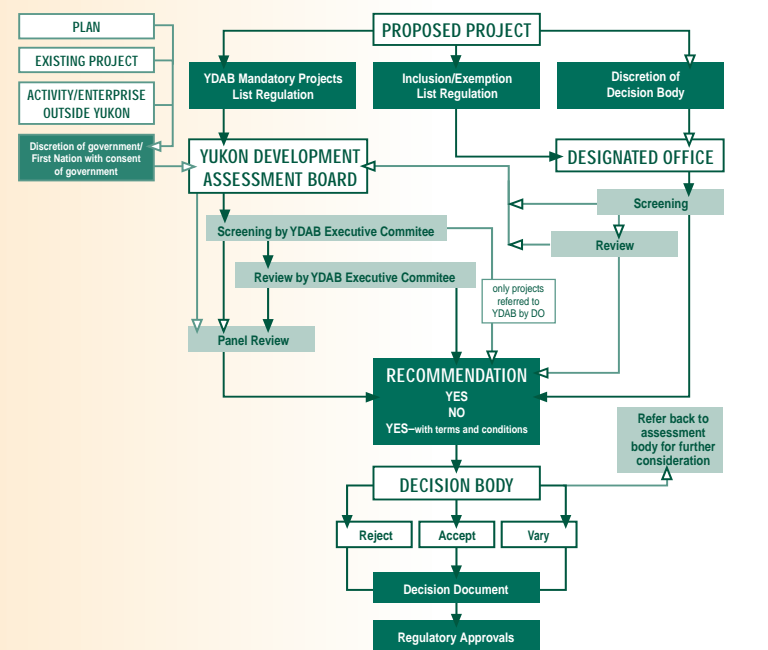 PLAN
EXISTING PROJECT
ACTIVITY/ENTERPRISE
OUTSIDE YUKON
Discretion of government/
First Nation with consent
of government
PROPOSED PROJECT
YDAB Mandatory Projects
List Regulation
Inclusion/Exemption
List Regulation
Discretion of
Decision Body
YUKON DEVELOPMENT
ASSESSMENT BOARD
DESIGNATED OFFICE
Screening
Review
Screening by YDAB Executive Commitee
Review by YDAB Executive Commitee
only projects
referred to
YDAB by DO
Panel Review
RECOMMENDATION
YES
NO
YES–with terms and conditions
Refer back to
assessment
body for further
consideration
DECISION BODY
Reject
Accept
Vary
Decision Document
Regulatory Approvals